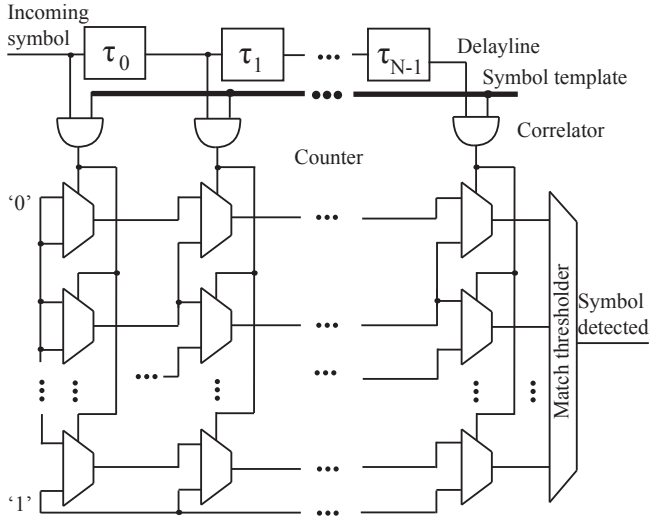 Incoming
symbol
τ0
τ1
•••
τN-1
Delayline
Symbol template
•••
Correlator
Counter
'0'
•••
•••
Match thresholder
Symbol
detected
•••
•••
•••
•••
•••
•••
•••
•••
•••
'1'
•••